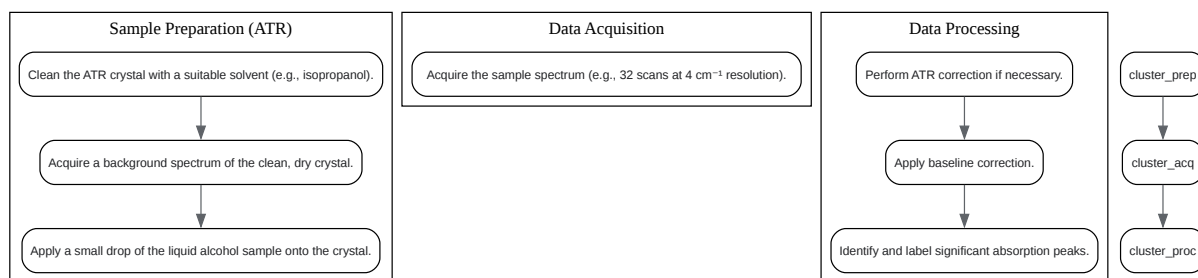 Sample Preparation (ATR)
Clean the ATR crystal with a suitable solvent (e.g., isopropanol).
Acquire a background spectrum of the clean, dry crystal.
Apply a small drop of the liquid alcohol sample onto the crystal.
Data Acquisition
Acquire the sample spectrum (e.g., 32 scans at 4 cm⁻¹ resolution).
Data Processing
Perform ATR correction if necessary.
Apply baseline correction.
Identify and label significant absorption peaks.
cluster_prep
cluster_acq
cluster_proc